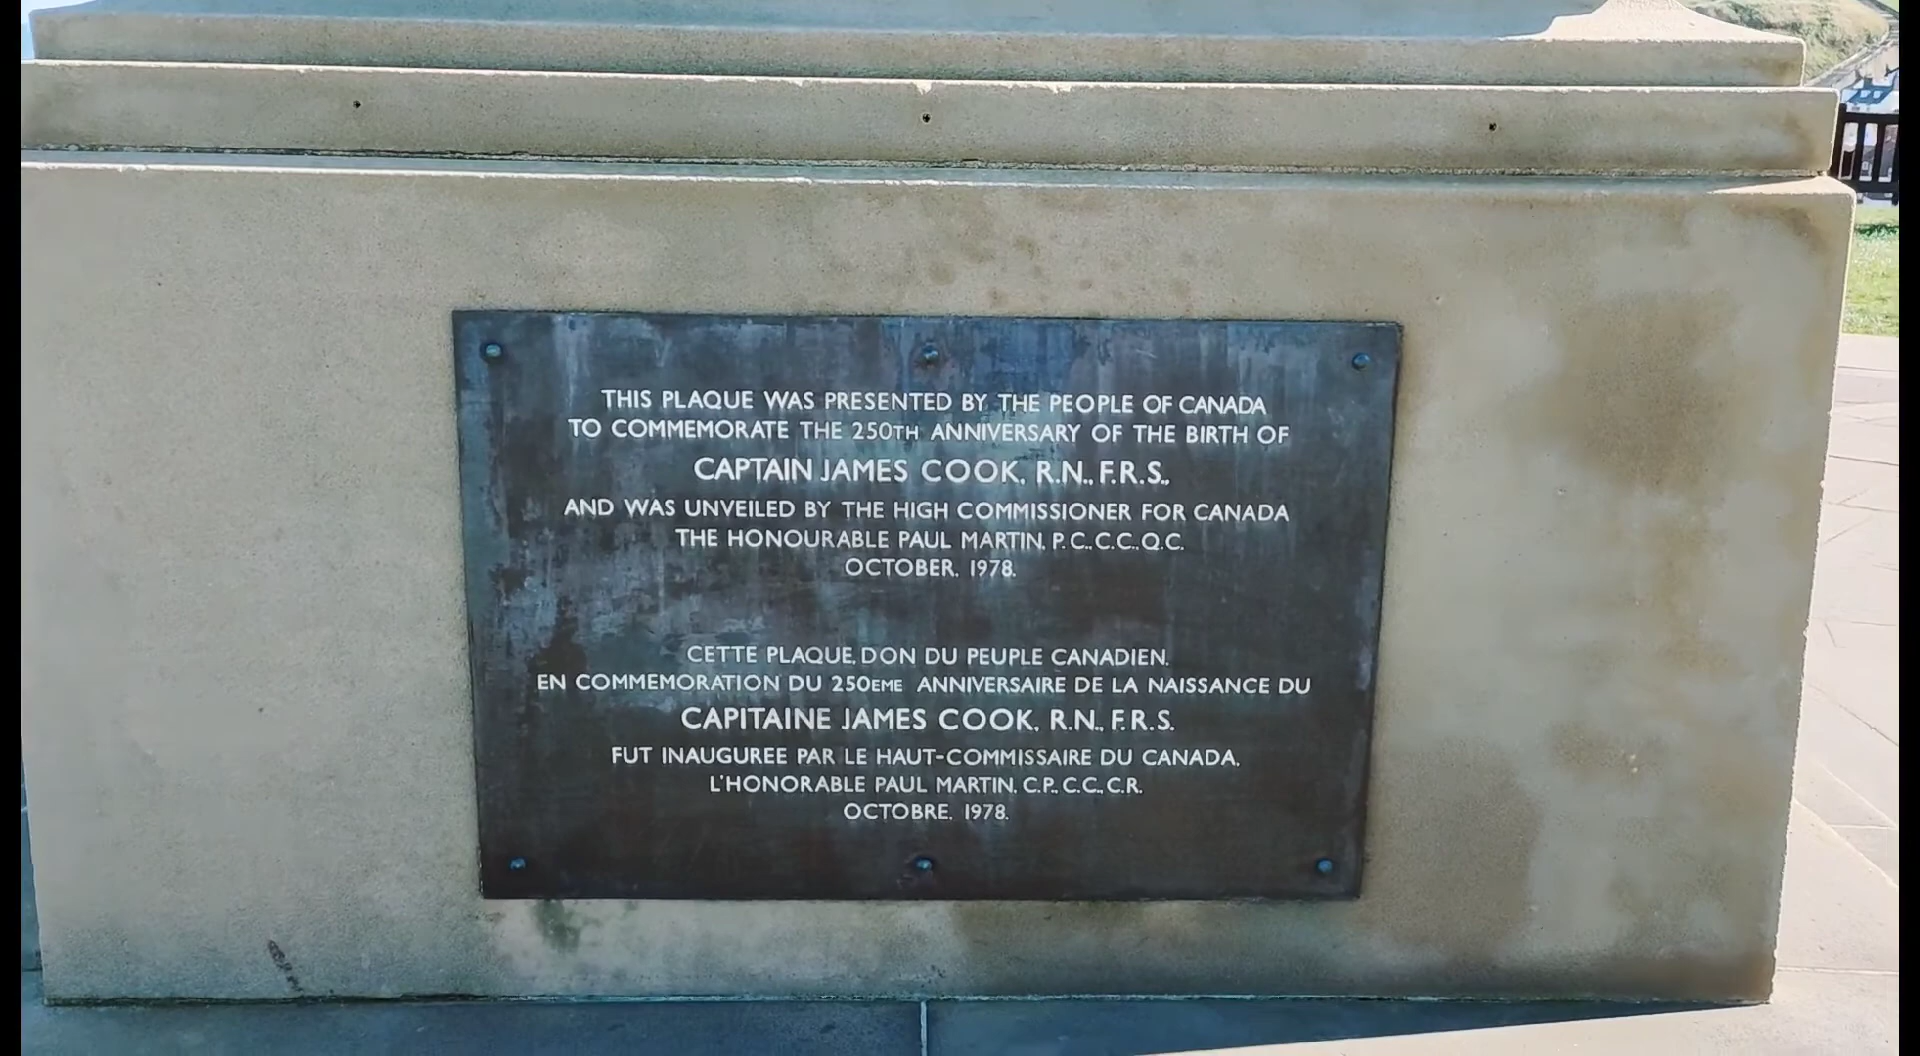 THIS PLAQUE WAS PRESENTED BY THE PEOPLE OF CANADA
TO COMMEMORATE THE 250TH ANNIVERSARY OF THE BIRTH OF
CAPTAIN JAMES COOK, R.N., F.R.S.,
AND WAS UNVEILED BY THE HIGH COMMISSIONER FOR CANADA
THE HONOURABLE PAUL MARTIN, P.C., C.C., Q.C.
OCTOBER, 1978.
CETTE PLAQUE, DON DU PEUPLE CANADIEN,
EN COMMEMORATION DU 250EME ANNIVERSAIRE DE LA NAISSANCE DU
CAPITAINE JAMES COOK, R.N., F.R.S.
FUT INAUGUREE PAR LE HAUT-COMMISSAIRE DU CANADA,
L'HONORABLE PAUL MARTIN, C.P., C.C., C.R.
OCTOBRE, 1978.